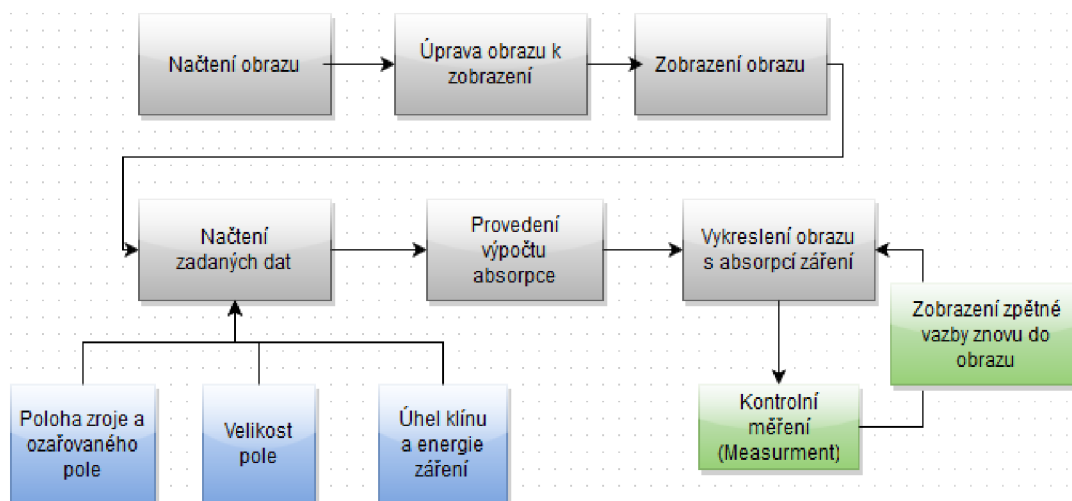 Načtení obrazu
Úprava obrazu k
zobrazení
Zobrazení obrazu
Načtení
zadaných dat
Provedení
výpočtu
absorpce
Vykreslení obrazu
s absorpcí záření
Zobrazení zpětné
vazby znovu do
obrazu
Poloha zroje a
ozařovaného
pole
Velikost
pole
Úhel klínu
a energie
záření
Kontrolní
měření
(Measurment)